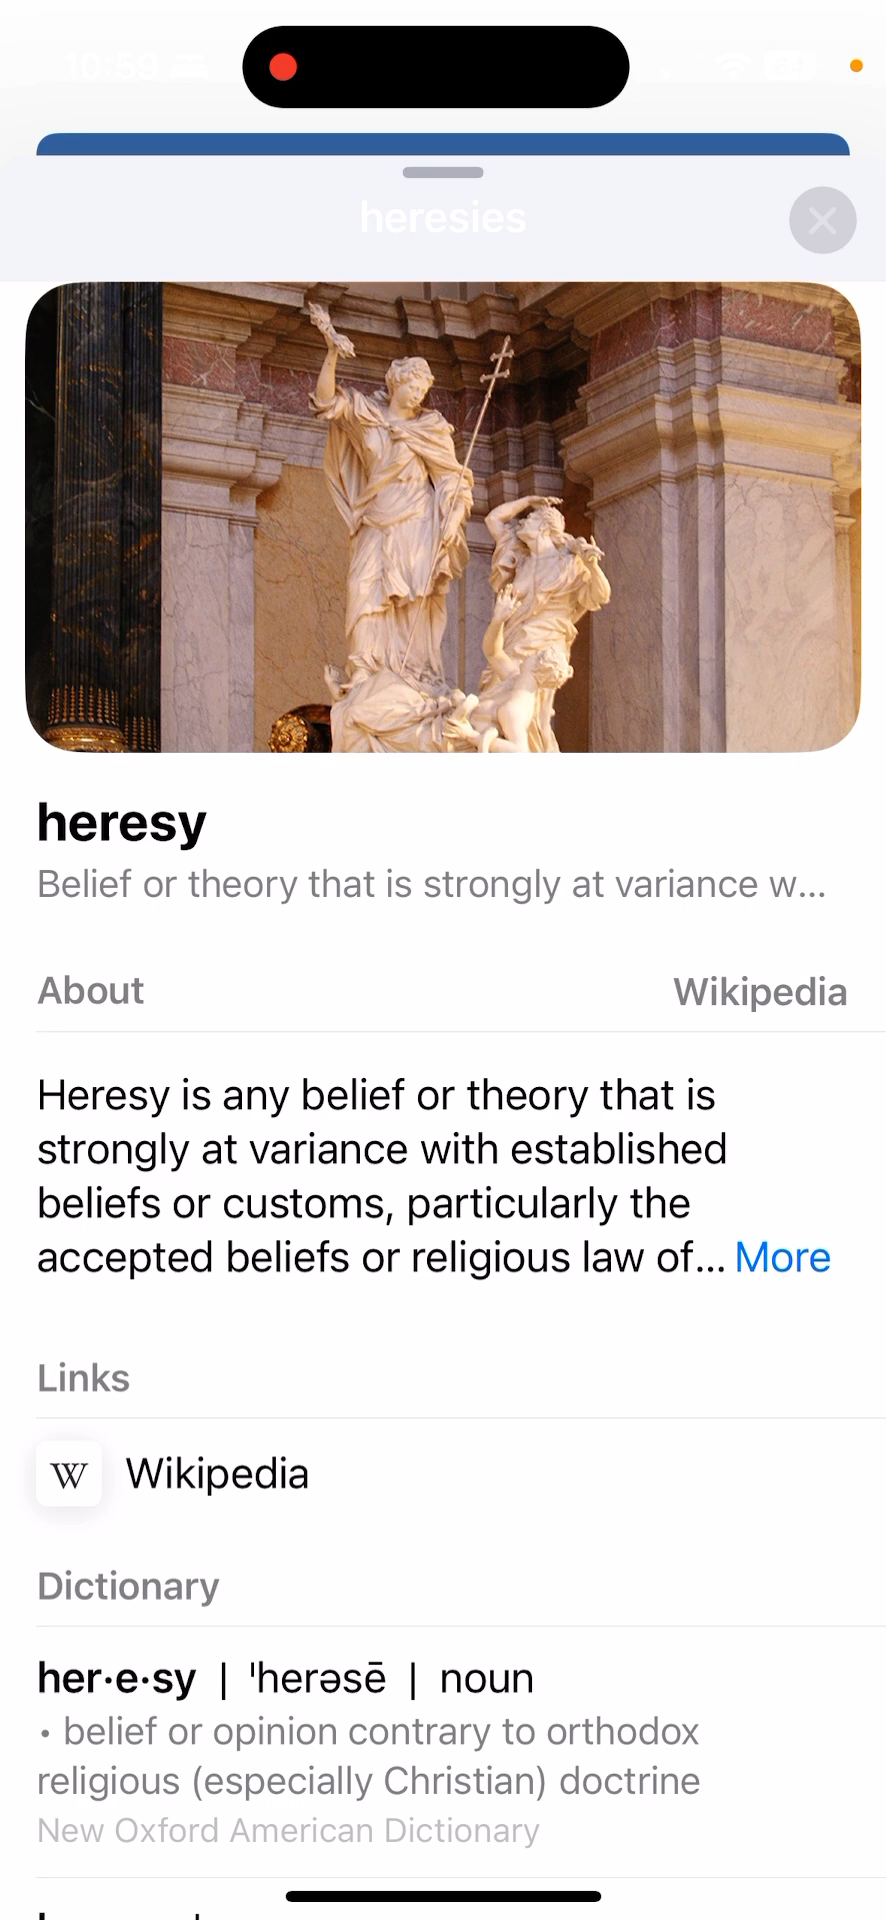 10:59
heresies
heresy
Belief or theory that is strongly at variance w...
About
Wikipedia
Heresy is any belief or theory that is
strongly at variance with established
beliefs or customs, particularly the
accepted beliefs or religious law of... More
Links
W Wikipedia
Dictionary
her·e·sy | ˈherəsē | noun
• belief or opinion contrary to orthodox
religious (especially Christian) doctrine
New Oxford American Dictionary